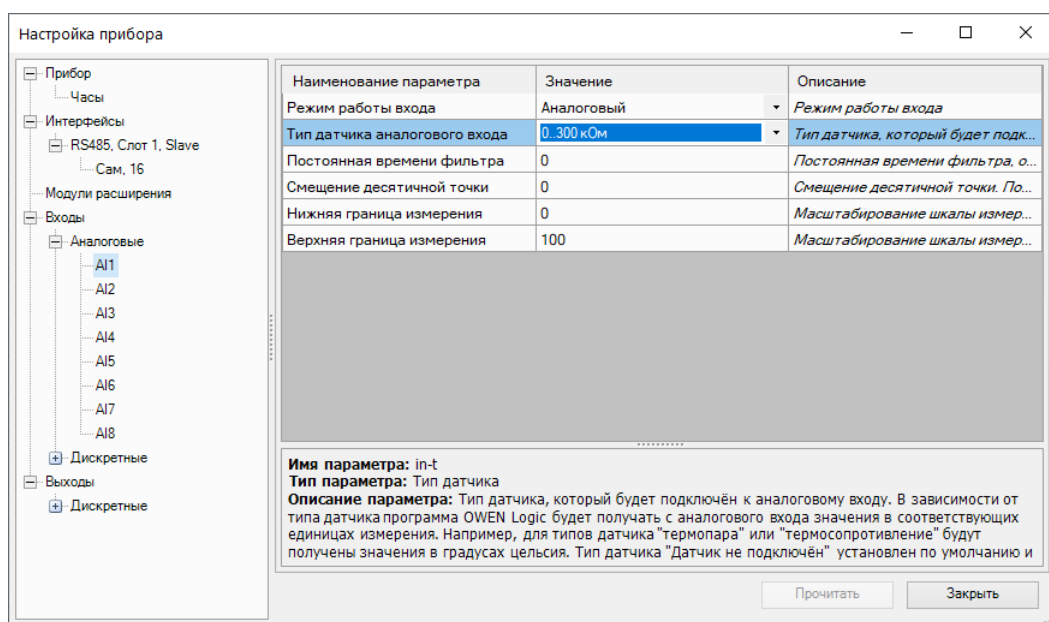 Настройка прибора
Прибор
Часы
Интерфейсы
RS485, Слот 1, Slave
Сам, 16
Модули расширения
Входы
Аналоговые
AI1
AI2
AI3
AI4
AI5
AI6
AI7
AI8
Дискретные
Выходы
Дискретные
Наименование параметра Значение Описание
Режим работы входа Аналоговый Режим работы входа
Тип датчика аналогового входа 0..300 кОм Тип датчика, который будет подк...
Постоянная времени фильтра 0 Постоянная времени фильтра, о...
Смещение десятичной точки 0 Смещение десятичной точки. По...
Нижняя граница измерения 0 Масштабирование шкалы измер...
Верхняя граница измерения 100 Масштабирование шкалы измер...
Имя параметра: in-t
Тип параметра: Тип датчика
Описание параметра: Тип датчика, который будет подключён к аналоговому входу. В зависимости от
типа датчика программа OWEN Logic будет получать с аналогового входа значения в соответствующих
единицах измерения. Например, для типов датчика "термопара" или "термосопротивление" будут
получены значения в градусах цельсия. Тип датчика "Датчик не подключён" установлен по умолчанию и
Прочитать Закрыть